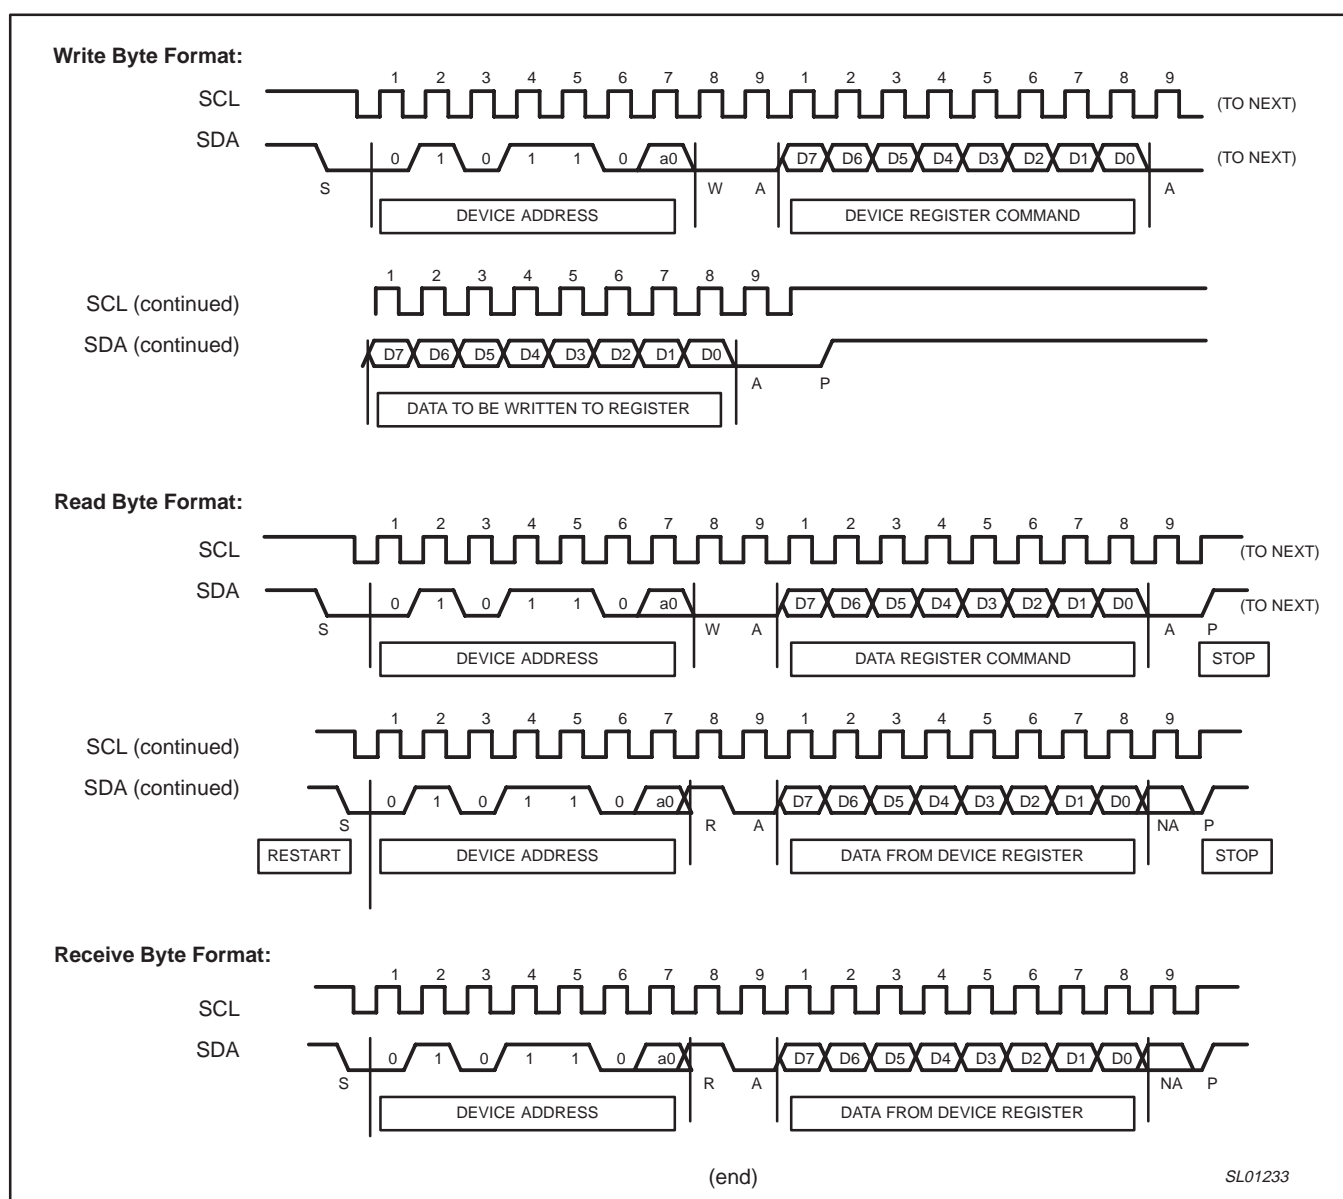 Write Byte Format:
1 2 3 4 5 6 7 8 9 1 2 3 4 5 6 7 8 9
SCL (TO NEXT)
SDA 0 1 0 1 1 0 a0 D7 D6 D5 D4 D3 D2 D1 D0 (TO NEXT)
S W A A
DEVICE ADDRESS DEVICE REGISTER COMMAND
1 2 3 4 5 6 7 8 9
SCL (continued)
SDA (continued) D7 D6 D5 D4 D3 D2 D1 D0
A P
DATA TO BE WRITTEN TO REGISTER
Read Byte Format:
1 2 3 4 5 6 7 8 9 1 2 3 4 5 6 7 8 9
SCL (TO NEXT)
SDA 0 1 0 1 1 0 a0 D7 D6 D5 D4 D3 D2 D1 D0 (TO NEXT)
S W A A P
DEVICE ADDRESS DATA REGISTER COMMAND STOP
1 2 3 4 5 6 7 8 9 1 2 3 4 5 6 7 8 9
SCL (continued)
SDA (continued) 0 1 0 1 1 0 a0 D7 D6 D5 D4 D3 D2 D1 D0
S R A NA P
RESTART DEVICE ADDRESS DATA FROM DEVICE REGISTER STOP
Receive Byte Format:
1 2 3 4 5 6 7 8 9 1 2 3 4 5 6 7 8 9
SCL
SDA 0 1 0 1 1 0 a0 D7 D6 D5 D4 D3 D2 D1 D0
S R A NA P
DEVICE ADDRESS DATA FROM DEVICE REGISTER
(end) SL01233